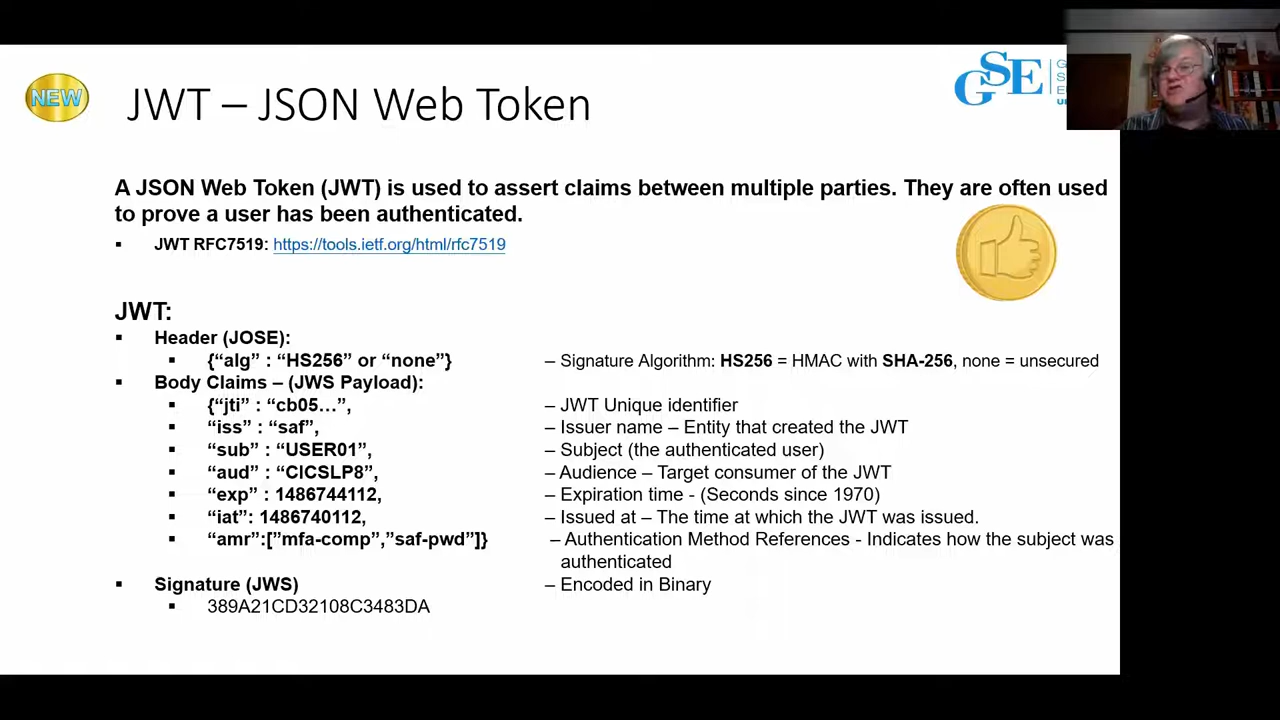 NEW
JWT – JSON Web Token
GSE
G
S
E
U
A JSON Web Token (JWT) is used to assert claims between multiple parties. They are often used
to prove a user has been authenticated.
▪ JWT RFC7519: https://tools.ietf.org/html/rfc7519
JWT:
▪ Header (JOSE):
▪ {“alg” : “HS256” or “none”} – Signature Algorithm: HS256 = HMAC with SHA-256, none = unsecured
▪ Body Claims – (JWS Payload):
▪ {“jti” : “cb05…”, – JWT Unique identifier
▪ “iss” : “saf”, – Issuer name – Entity that created the JWT
▪ “sub” : “USER01”, – Subject (the authenticated user)
▪ “aud” : “CICSLP8”, – Audience – Target consumer of the JWT
▪ “exp” : 1486744112, – Expiration time - (Seconds since 1970)
▪ “iat”: 1486740112, – Issued at – The time at which the JWT was issued.
▪ “amr”:[”mfa-comp”,”saf-pwd”]} – Authentication Method References - Indicates how the subject was
authenticated
▪ Signature (JWS) – Encoded in Binary
▪ 389A21CD32108C3483DA